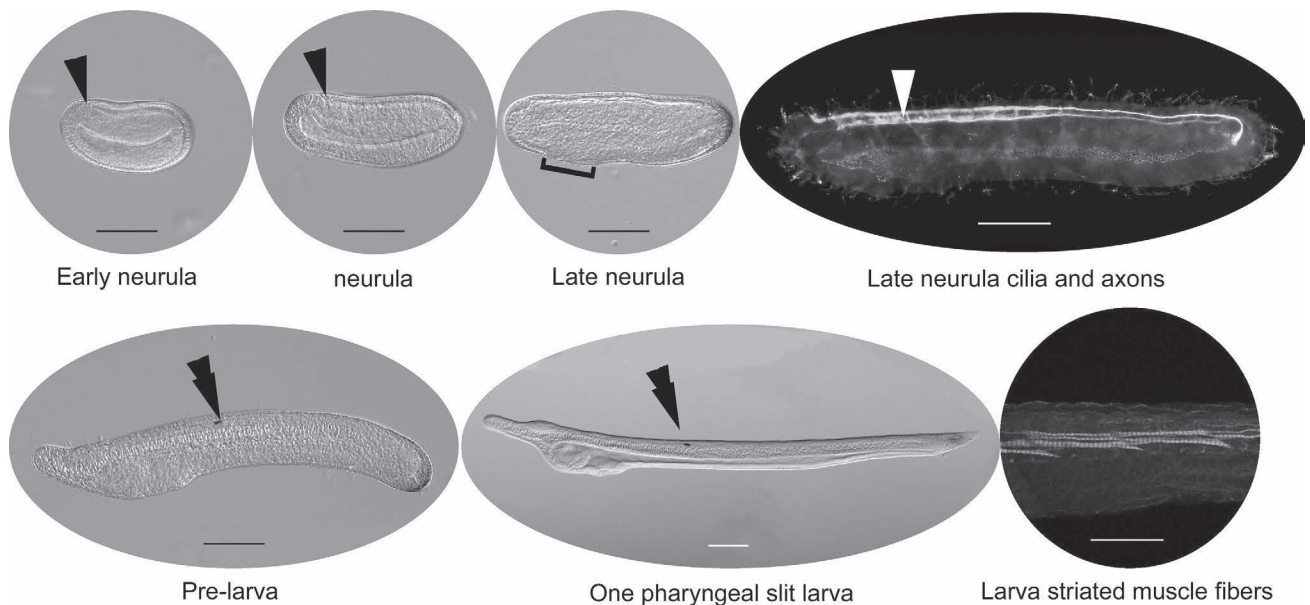 Early neurula
neurula
Late neurula
Late neurula cilia and axons
Pre-larva
One pharyngeal slit larva
Larva striated muscle fibers